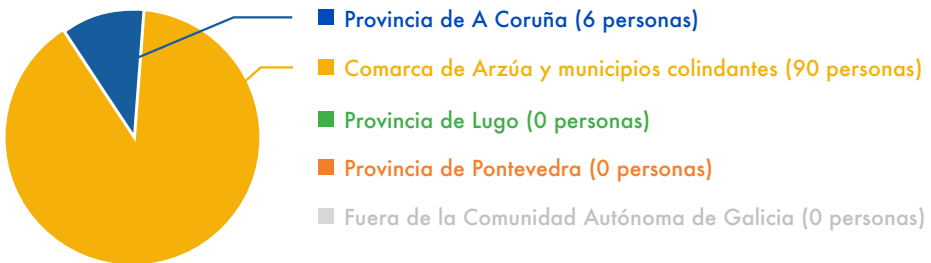 Provincia de A Coruña (6 personas)
Comarca de Arzúa y municipios colindantes (90 personas)
Provincia de Lugo (0 personas)
Provincia de Pontevedra (0 personas)
Fuera de la Comunidad Autónoma de Galicia (0 personas)